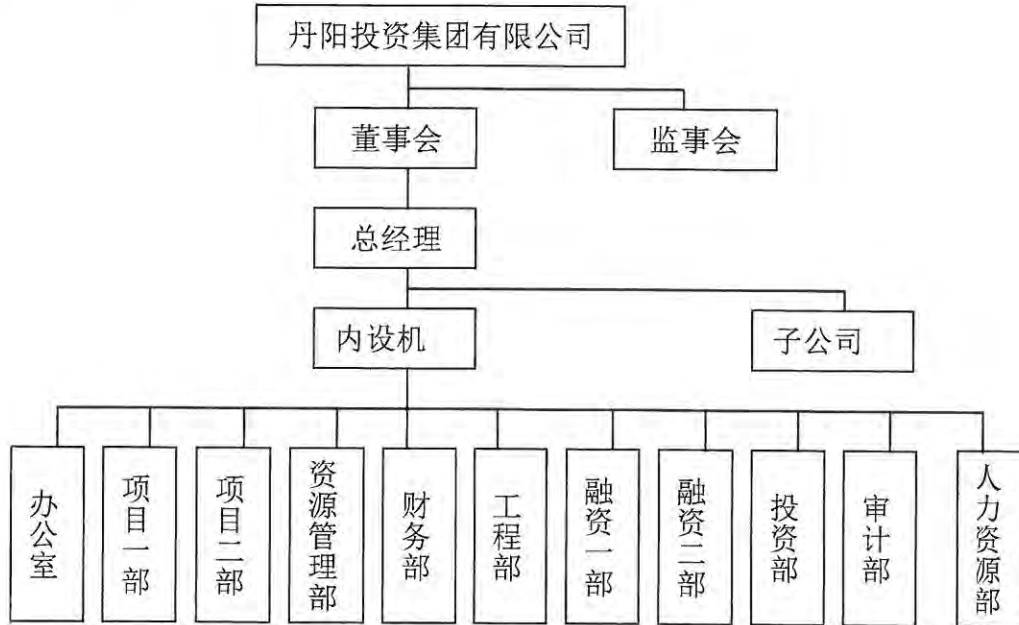 丹阳投资集团有限公司
董事会
监事会
总经理
内设机
子公司
办公室
项目一部
项目二部
资源管理部
财务部
工程部
融资一部
融资二部
投资部
审计部
人力资源部